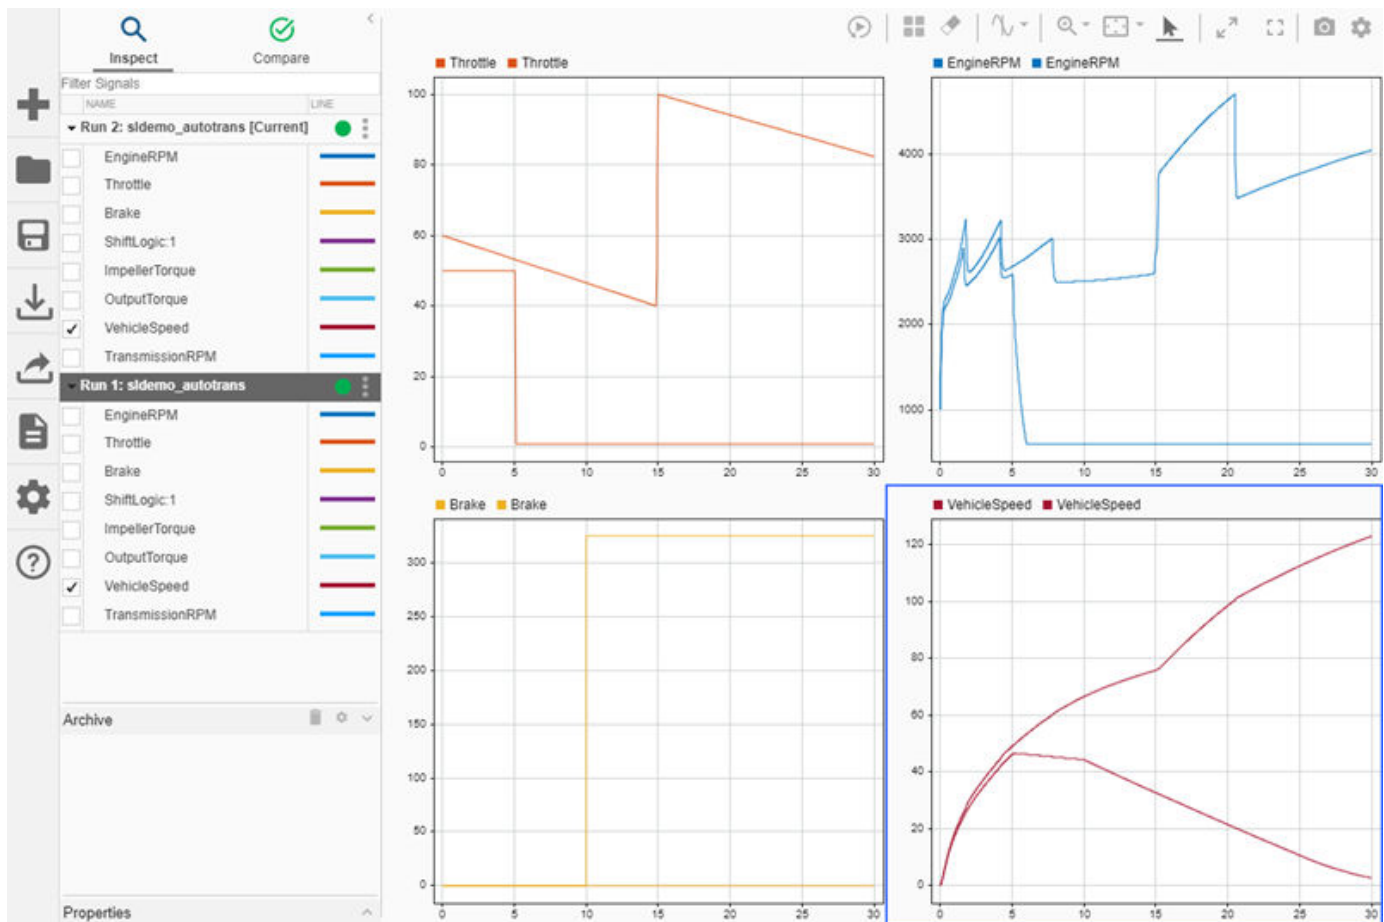 Inspect
Compare
Filter Signals
NAME
LINE
Run 2: sldemo_autotrans [Current]
EngineRPM
Throttle
Brake
ShiftLogic:1
ImpellerTorque
OutputTorque
VehicleSpeed
TransmissionRPM
Run 1: sldemo_autotrans
EngineRPM
Throttle
Brake
ShiftLogic:1
ImpellerTorque
OutputTorque
VehicleSpeed
TransmissionRPM
Archive
Properties
Throttle Throttle
100
80
60
40
20
0
0 5 10 15 20 25 30
EngineRPM EngineRPM
4000
3000
2000
1000
0 5 10 15 20 25 30
Brake Brake
300
250
200
150
100
50
0
0 5 10 15 20 25 30
VehicleSpeed VehicleSpeed
120
100
80
60
40
20
0
0 5 10 15 20 25 30